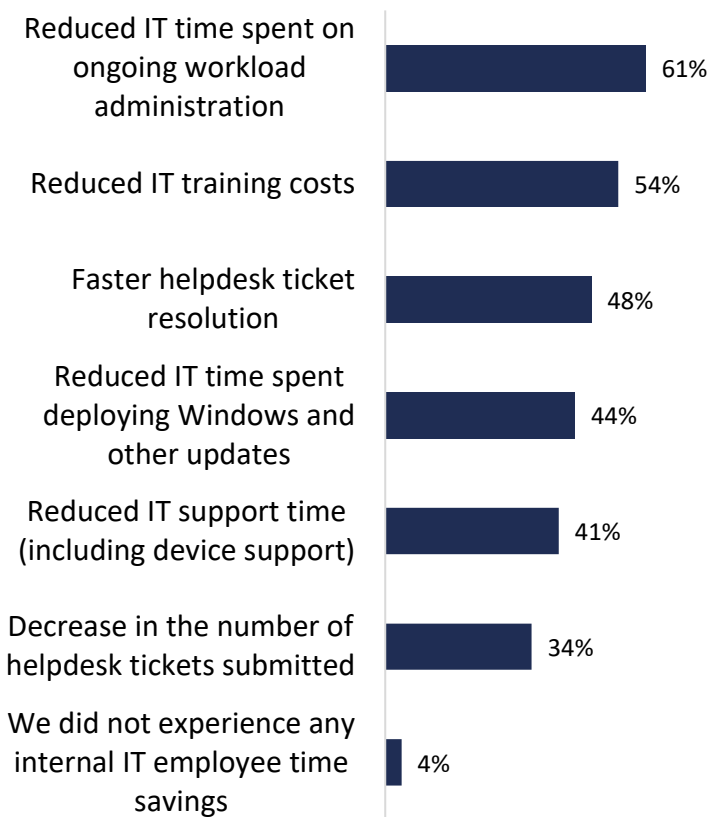 Reduced IT time spent on
ongoing workload
administration
61%
Reduced IT training costs
54%
Faster helpdesk ticket
resolution
48%
Reduced IT time spent
deploying Windows and
other updates
44%
Reduced IT support time
(including device support)
41%
Decrease in the number of
helpdesk tickets submitted
34%
We did not experience any
internal IT employee time
savings
4%